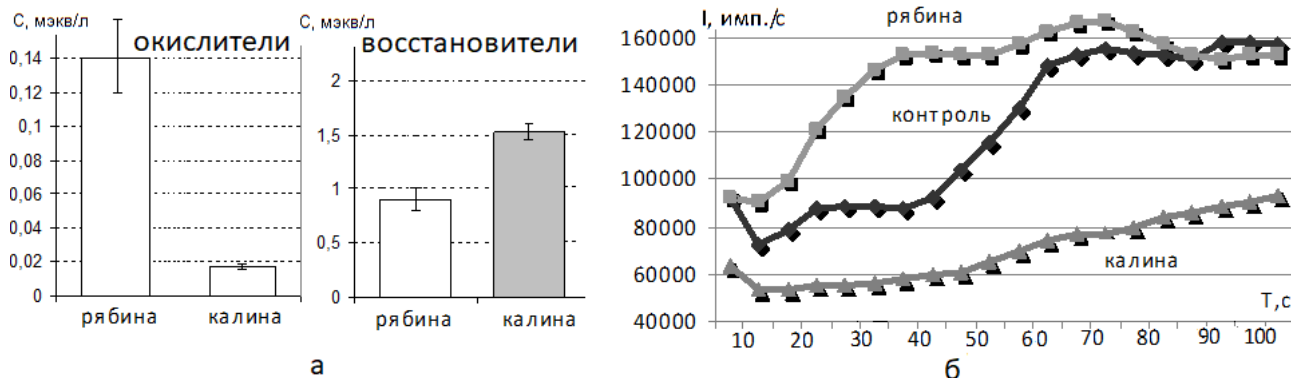 С, мэкв/л
окислители
0,14
0,12
0,1
0,08
0,06
0,04
0,02
0
рябина калина
С, мэкв/л
восстановители
2
1,5
1
0,5
0
рябина калина
а
I, имп./с
рябина
160000
контроль
140000
120000
100000
80000
калина
60000
T,с
40000
10 20 30 40 50 60 70 80 90 100
б